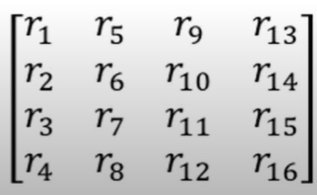 r₁ r₅ r₉ r₁₃
r₂ r₆ r₁₀ r₁₄
r₃ r₇ r₁₁ r₁₅
r₄ r₈ r₁₂ r₁₆